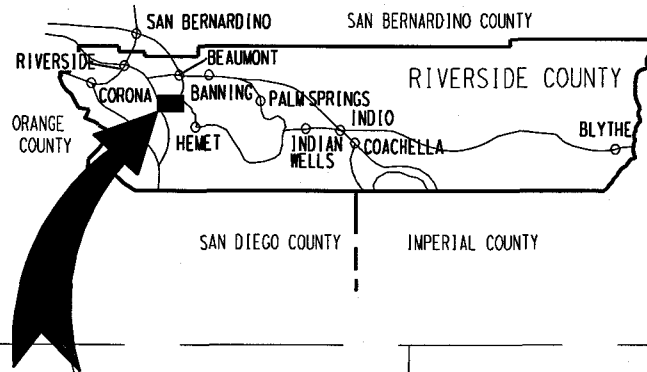 SAN BERNARDINO
SAN BERNARDINO COUNTY
RIVERSIDE
BEAUMONT
RIVERSIDE COUNTY
CORONA
BANNING
PALM SPRINGS
ORANGE
COUNTY
HEMET
INDIAN
WELLS
INDIO
COACHELLA
BLYTHE
SAN DIEGO COUNTY
IMPERIAL COUNTY